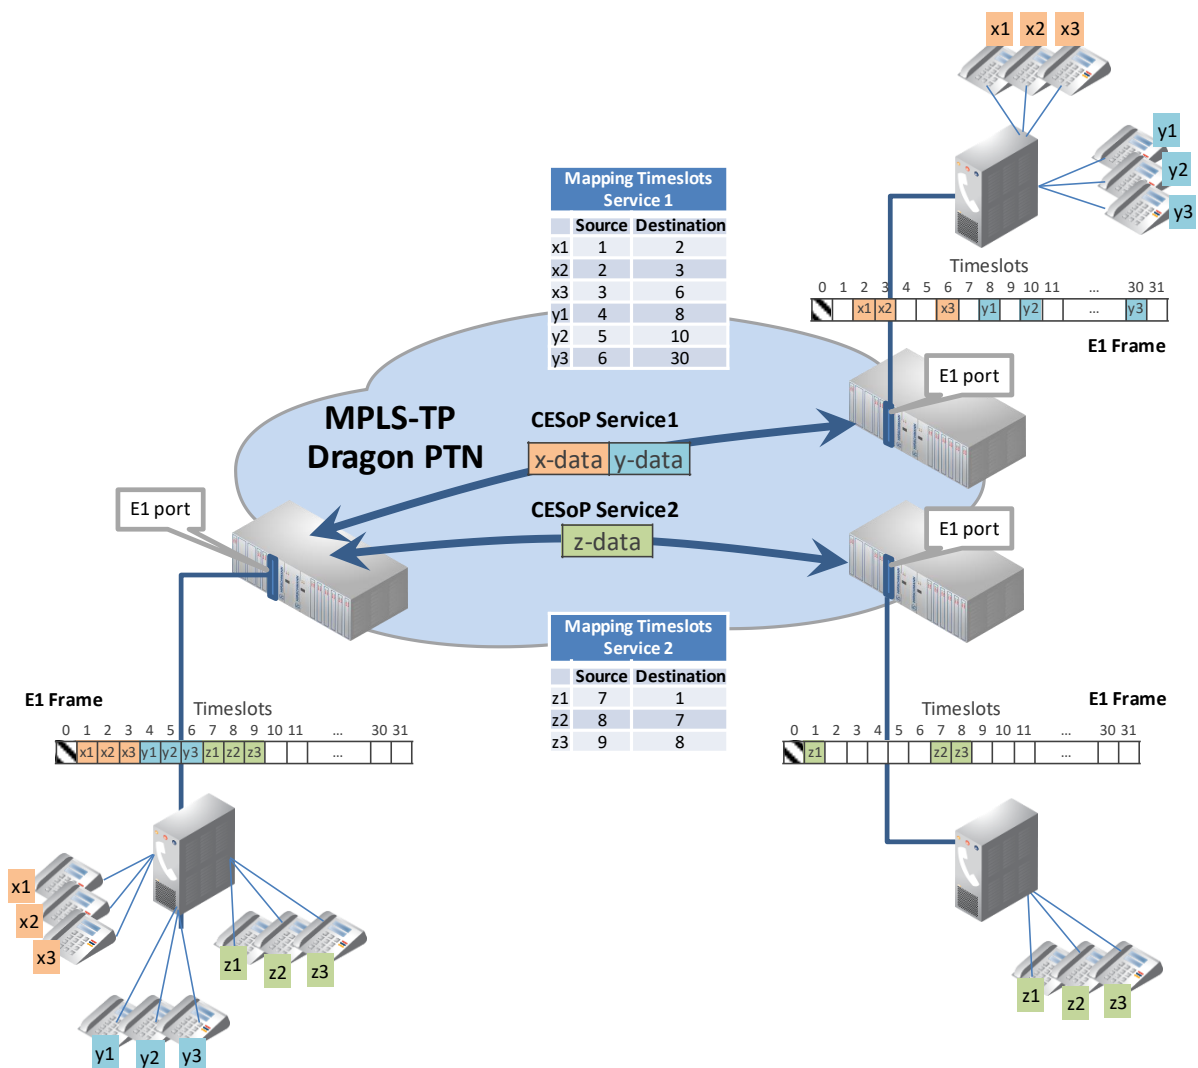 x1 x2 x3
y1
y2
y3
Mapping Timeslots
Service 1
Source Destination
x1 1 2
x2 2 3
x3 3 6
y1 4 8
y2 5 10
y3 6 30
Timeslots
0 1 2 3 4 5 6 7 8 9 10 11 ... 30 31
x1 x2 x3 y1 y2 ... y3
E1 Frame
E1 port
MPLS-TP
Dragon PTN
CESoP Service1
x-data y-data
CESoP Service2
z-data
E1 port
E1 port
Mapping Timeslots
Service 2
Source Destination
z1 7 1
z2 8 7
z3 9 8
E1 Frame
Timeslots
0 1 2 3 4 5 6 7 8 9 10 11 ... 30 31
x1 x2 x3 y1 y2 y3 z1 z2 z3 ...
E1 Frame
Timeslots
0 1 2 3 4 5 6 7 8 9 10 11 ... 30 31
z1 z2 z3 ...
x1
x2
x3
z1 z2 z3
y1 y2 y3
z1 z2 z3